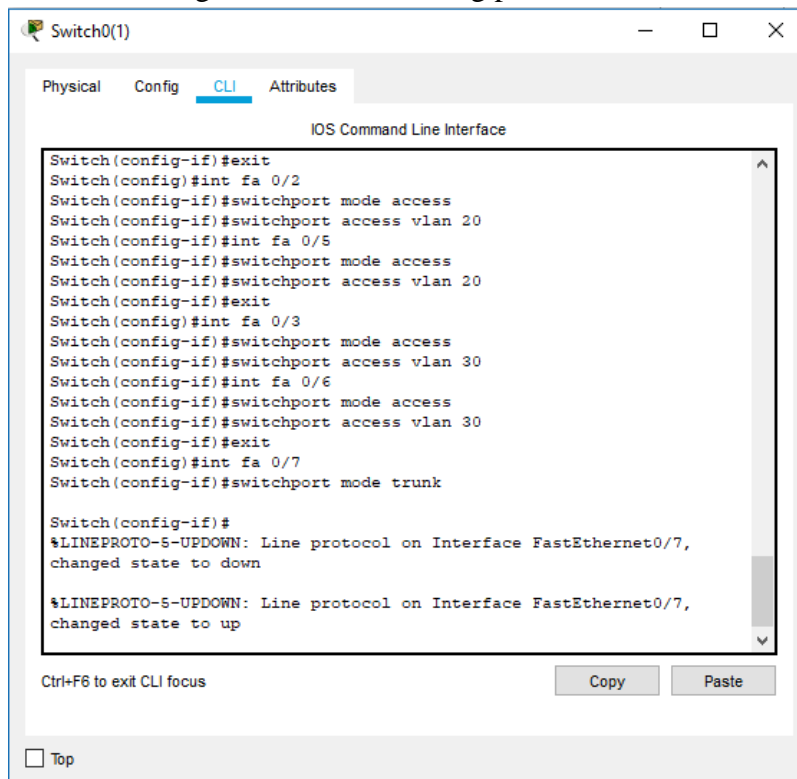 Switch0(1)
Physical Config CLI Attributes
IOS Command Line Interface
Switch(config-if)#exit
Switch(config)#int fa 0/2
Switch(config-if)#switchport mode access
Switch(config-if)#switchport access vlan 20
Switch(config-if)#int fa 0/5
Switch(config-if)#switchport mode access
Switch(config-if)#switchport access vlan 20
Switch(config-if)#exit
Switch(config)#int fa 0/3
Switch(config-if)#switchport mode access
Switch(config-if)#switchport access vlan 30
Switch(config-if)#int fa 0/6
Switch(config-if)#switchport mode access
Switch(config-if)#switchport access vlan 30
Switch(config-if)#exit
Switch(config)#int fa 0/7
Switch(config-if)#switchport mode trunk
Switch(config-if)#
%LINEPROTO-5-UPDOWN: Line protocol on Interface FastEthernet0/7,
changed state to down
%LINEPROTO-5-UPDOWN: Line protocol on Interface FastEthernet0/7,
changed state to up
Ctrl+F6 to exit CLI focus
Copy Paste
Top